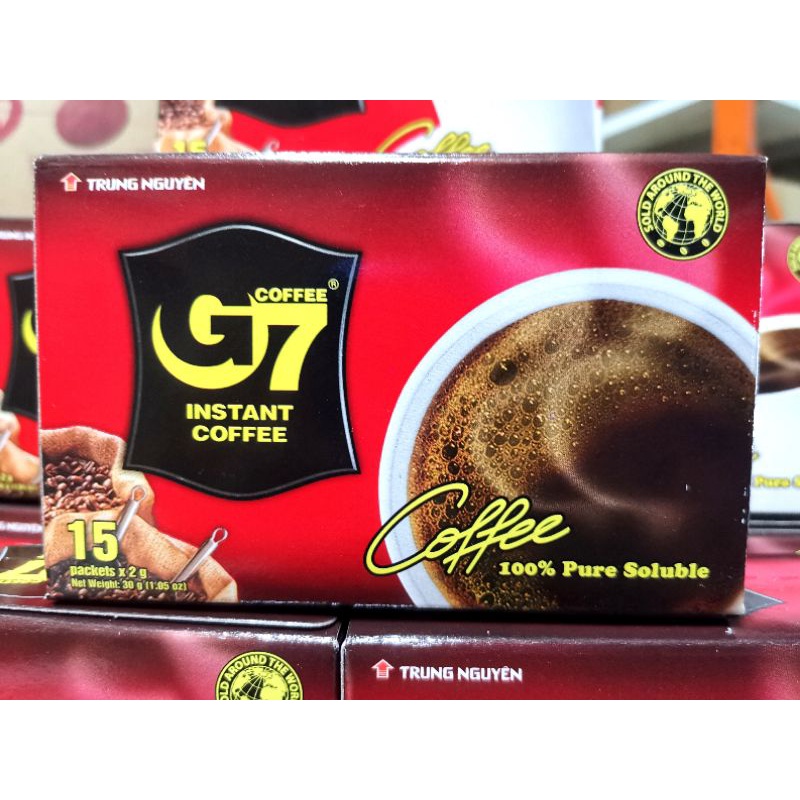 TRUNG NGUYÊN
SOLD AROUND THE WORLD
G7
COFFEE®
INSTANT
COFFEE
Coffee
100% Pure Soluble
15
packets x 2 g
Net Weight: 30 g (1.05 oz)
SOLD AROUND THE WORLD
TRUNG NGUYÊN